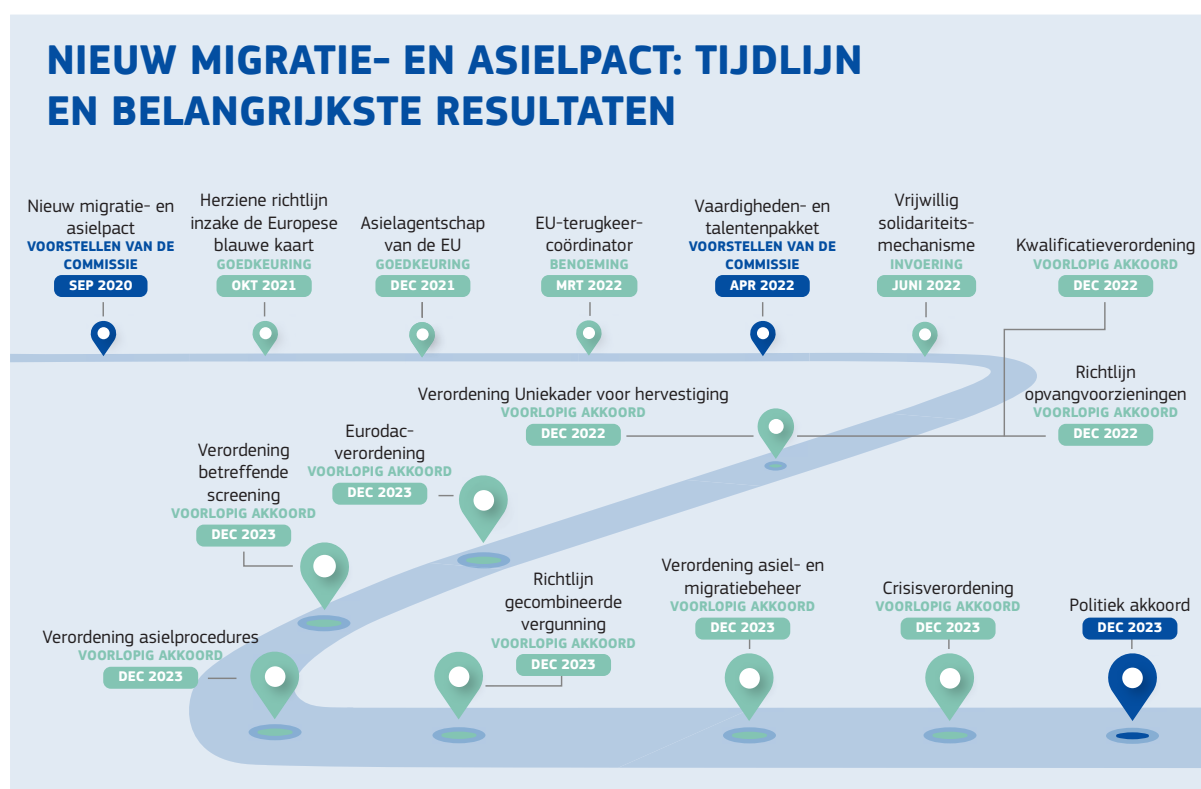 NIEUW MIGRATIE- EN ASIELPACT: TIJDLIJN
EN BELANGRIJKSTE RESULTATEN
Nieuw migratie- en
asielpact
VOORSTELLEN VAN DE
COMMISSIE
SEP 2020
Herziene richtlijn
inzake de Europese
blauwe kaart
GOEDKEURING
OKT 2021
Asielagentschap
van de EU
GOEDKEURING
DEC 2021
EU-terugkeer-
coördinator
BENOEMING
MRT 2022
Vaardigheden- en
talentenpakket
VOORSTELLEN VAN DE
COMMISSIE
APR 2022
Vrijwillig
solidariteits-
mechanisme
INVOERING
JUNI 2022
Kwalificatieverordening
VOORLOPIG AKKOORD
DEC 2022
Richtlijn
opvangvoorzieningen
VOORLOPIG AKKOORD
DEC 2022
Verordening Uniekader voor hervestiging
VOORLOPIG AKKOORD
DEC 2022
Eurodac-
verordening
VOORLOPIG AKKOORD
DEC 2023
Verordening
betreffende
screening
VOORLOPIG AKKOORD
DEC 2023
Verordening asielprocedures
VOORLOPIG AKKOORD
DEC 2023
Richtlijn
gecombineerde
vergunning
VOORLOPIG AKKOORD
DEC 2023
Verordening asiel- en
migratiebeheer
VOORLOPIG AKKOORD
DEC 2023
Crisisverordening
VOORLOPIG AKKOORD
DEC 2023
Politiek akkoord
DEC 2023